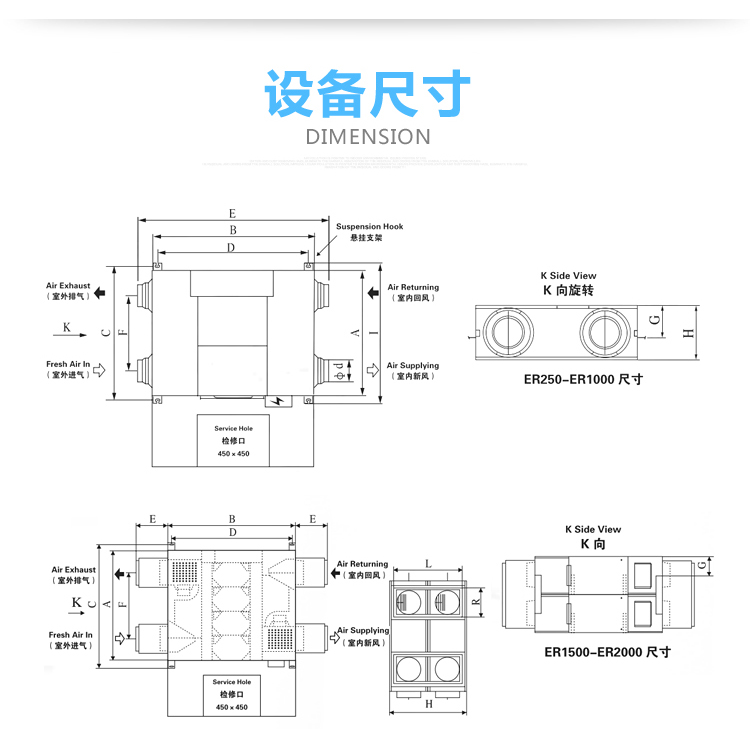 设备尺寸
DIMENSION
E
B
D
Suspension Hook
悬挂支架
Air Exhaust
（室外排气）
Air Returning
（室内回风）
K
C
F
A
I
Fresh Air In
（室外进气）
Φ d
Air Supplying
（室内新风）
Service Hole
检修口
450 × 450
K Side View
K 向旋转
G
H
ER250-ER1000 尺寸
E
B
E
D
Air Exhaust
（室外排气）
Air Returning
（室内回风）
K
C
A
F
Fresh Air In
（室外进气）
Air Supplying
（室内新风）
Service Hole
检修口
450 × 450
L
R
H
K Side View
K 向
G
ER1500-ER2000 尺寸